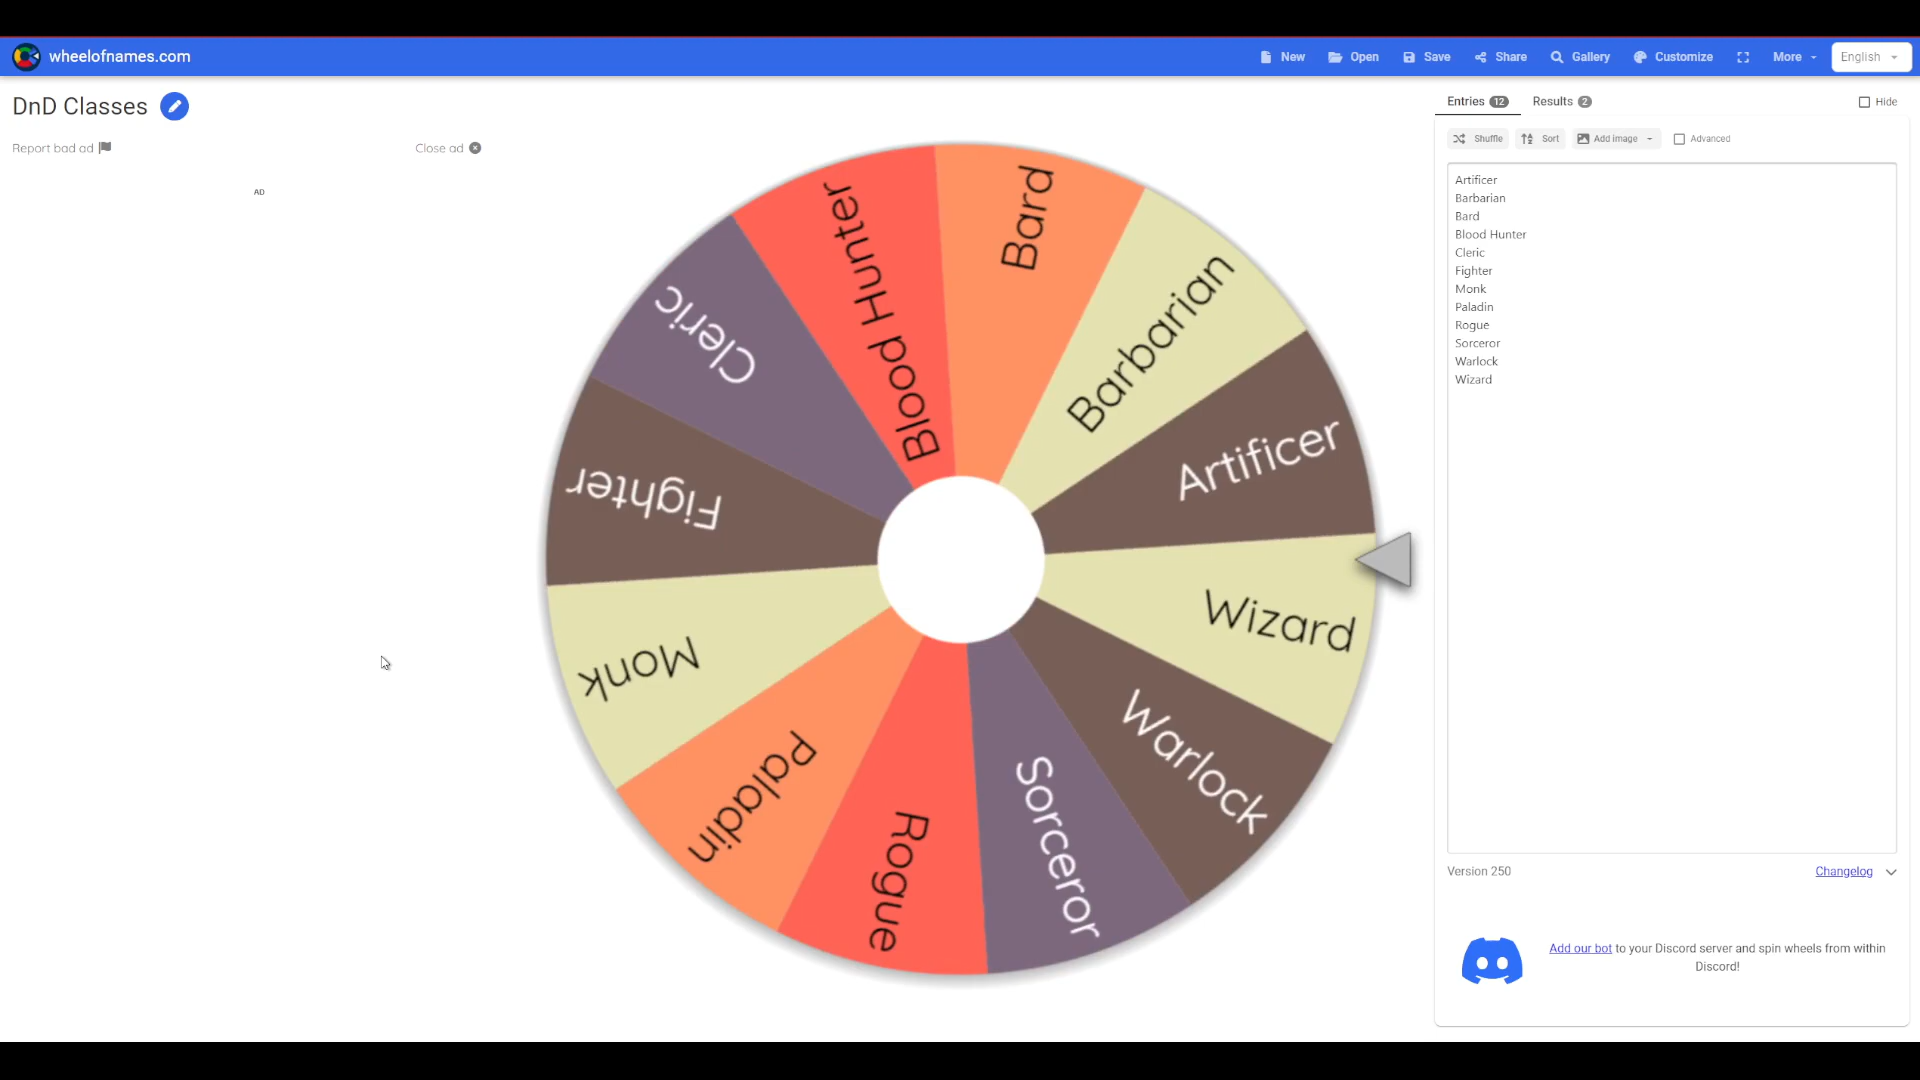 wheelofnames.com
New
Open
Save
Share
Gallery
Customize
More
English
DnD Classes
Report bad ad
Close ad
AD
Bard
Blood Hunter
Barbarian
Cleric
Artificer
Fighter
Wizard
Monk
Warlock
Paladin
Sorceror
Rogue
Entries 12
Results 2
Hide
Shuffle
Sort
Add image
Advanced
Artificer
Barbarian
Bard
Blood Hunter
Cleric
Fighter
Monk
Paladin
Rogue
Sorceror
Warlock
Wizard
Version 250
Changelog
Add our bot to your Discord server and spin wheels from within
Discord!